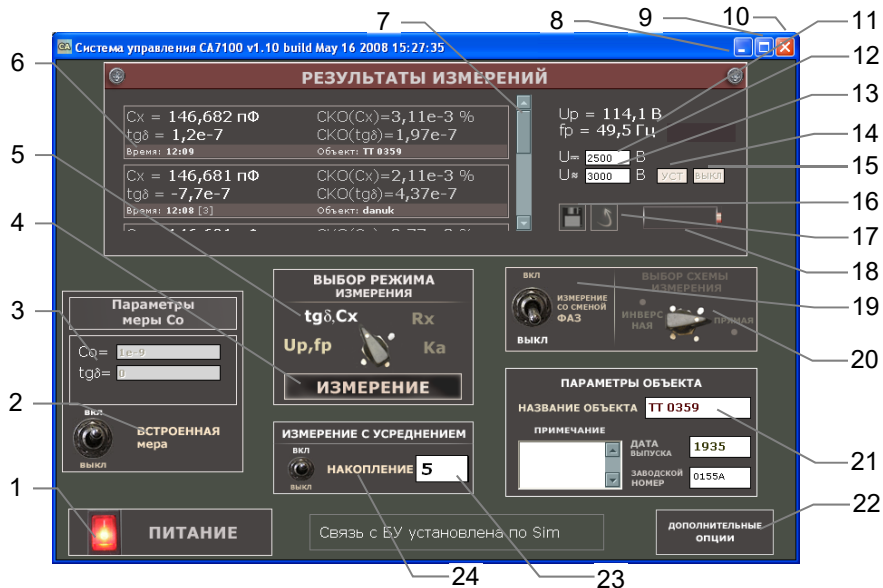 7
8
9
10
11
12
13
14
15
16
17
18
19
20
21
22
23
24
6
5
4
3
2
1
CA Система управления СА7100 v1.10 build May 16 2008 15:27:35
РЕЗУЛЬТАТЫ ИЗМЕРЕНИЙ
Cx = 146,682 пФ СКО(Cx)=3,11e-3 %
tgδ = 1,2e-7 СКО(tgδ)=1,97e-7
Время: 12:09 Объект: ТТ 0359
Cx = 146,681 пФ СКО(Cx)=2,11e-3 %
tgδ = -7,7e-7 СКО(tgδ)=4,37e-7
Время: 12:08 [3] Объект: danuk
Up = 114,1 В
fp = 49,5 Гц
U= 2500 В
U≈ 3000 В УСТ ВЫКЛ
Параметры
меры Co
Co= 1e-9
tgδ= 0
ВКЛ
ВСТРОЕННАЯ
мера
ВЫКЛ
ВЫБОР РЕЖИМА
ИЗМЕРЕНИЯ
tgδ,Cx Rx
Up,fp Ka
ИЗМЕРЕНИЕ
ВКЛ
ИЗМЕРЕНИЕ
СО СМЕНОЙ
ФАЗ
ВЫКЛ
ВЫБОР СХЕМЫ
ИЗМЕРЕНИЯ
ИНВЕРС
НАЯ
ПРЯМАЯ
ИЗМЕРЕНИЕ С УСРЕДНЕНИЕМ
ВКЛ
НАКОПЛЕНИЕ 5
ВЫКЛ
ПАРАМЕТРЫ ОБЪЕКТА
НАЗВАНИЕ ОБЪЕКТА ТТ 0359
ПРИМЕЧАНИЕ
ДАТА
ВЫПУСКА 1935
ЗАВОДСКОЙ
НОМЕР 0155A
ПИТАНИЕ
Связь с БУ установлена по Sim
ДОПОЛНИТЕЛЬНЫЕ
ОПЦИИ